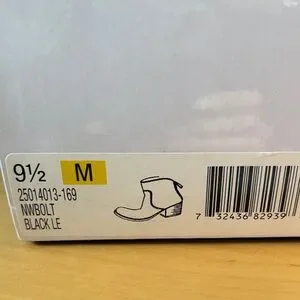 9½ M
25014013-169
NWBOLT
BLACK LE
7 32436 82939